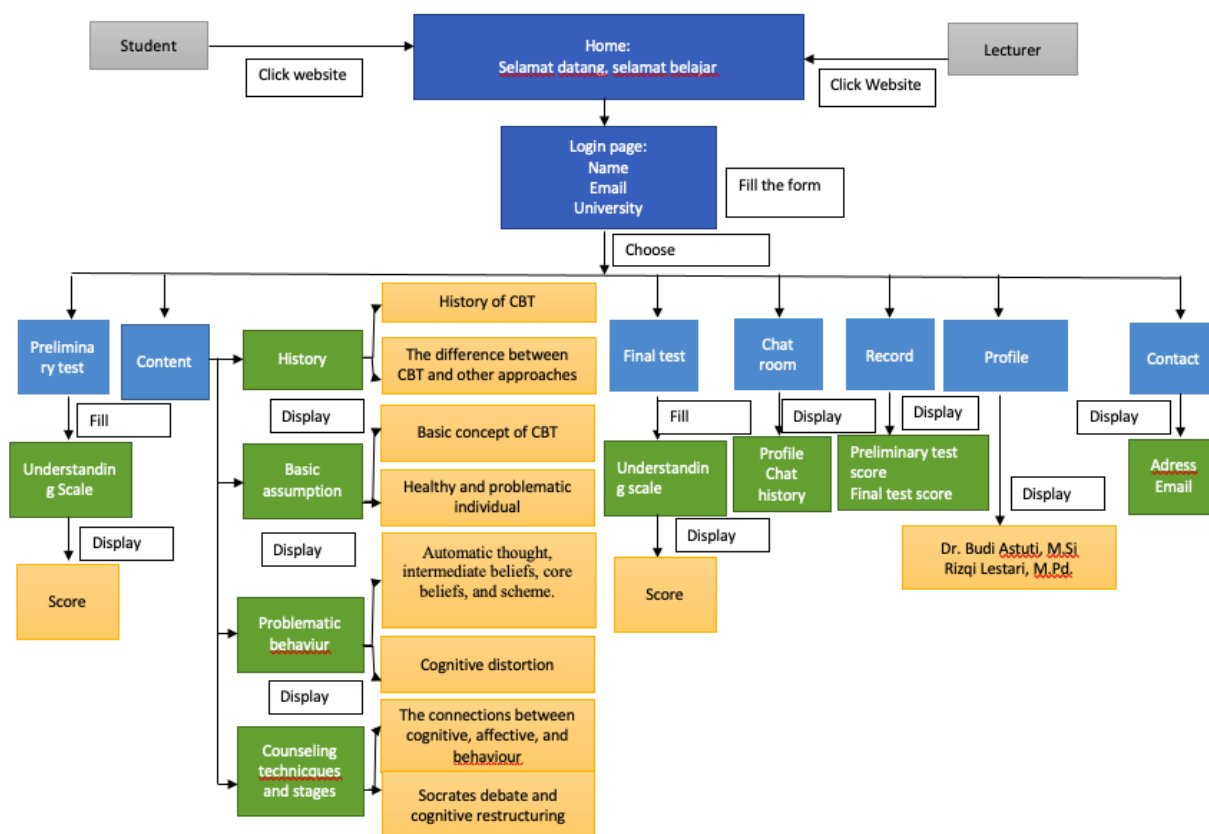 Student
Home:
Selamat datang, selamat belajar
Lecturer
Click website
Click Website
Login page:
Name
Email
University
Fill the form
Choose
Prelimina
ry test
Content
History
History of CBT
The difference between
CBT and other approaches
Final test
Chat
room
Record
Profile
Contact
Fill
Display
Fill
Display
Display
Display
Understandin
g Scale
Basic
assumption
Basic concept of CBT
Healthy and problematic
individual
Understandin
g scale
Profile
Chat
history
Preliminary test
score
Final test score
Display
Adress
Email
Display
Display
Display
Score
Problematic
behaviur
Automatic thought,
intermediate beliefs, core
beliefs, and scheme.
Cognitive distortion
Score
Dr. Budi Astuti, M.Si
Rizqi Lestari, M.Pd.
Display
Counseling
technicques
and stages
The connections between
cognitive, affective, and
behaviour
Socrates debate and
cognitive restructuring